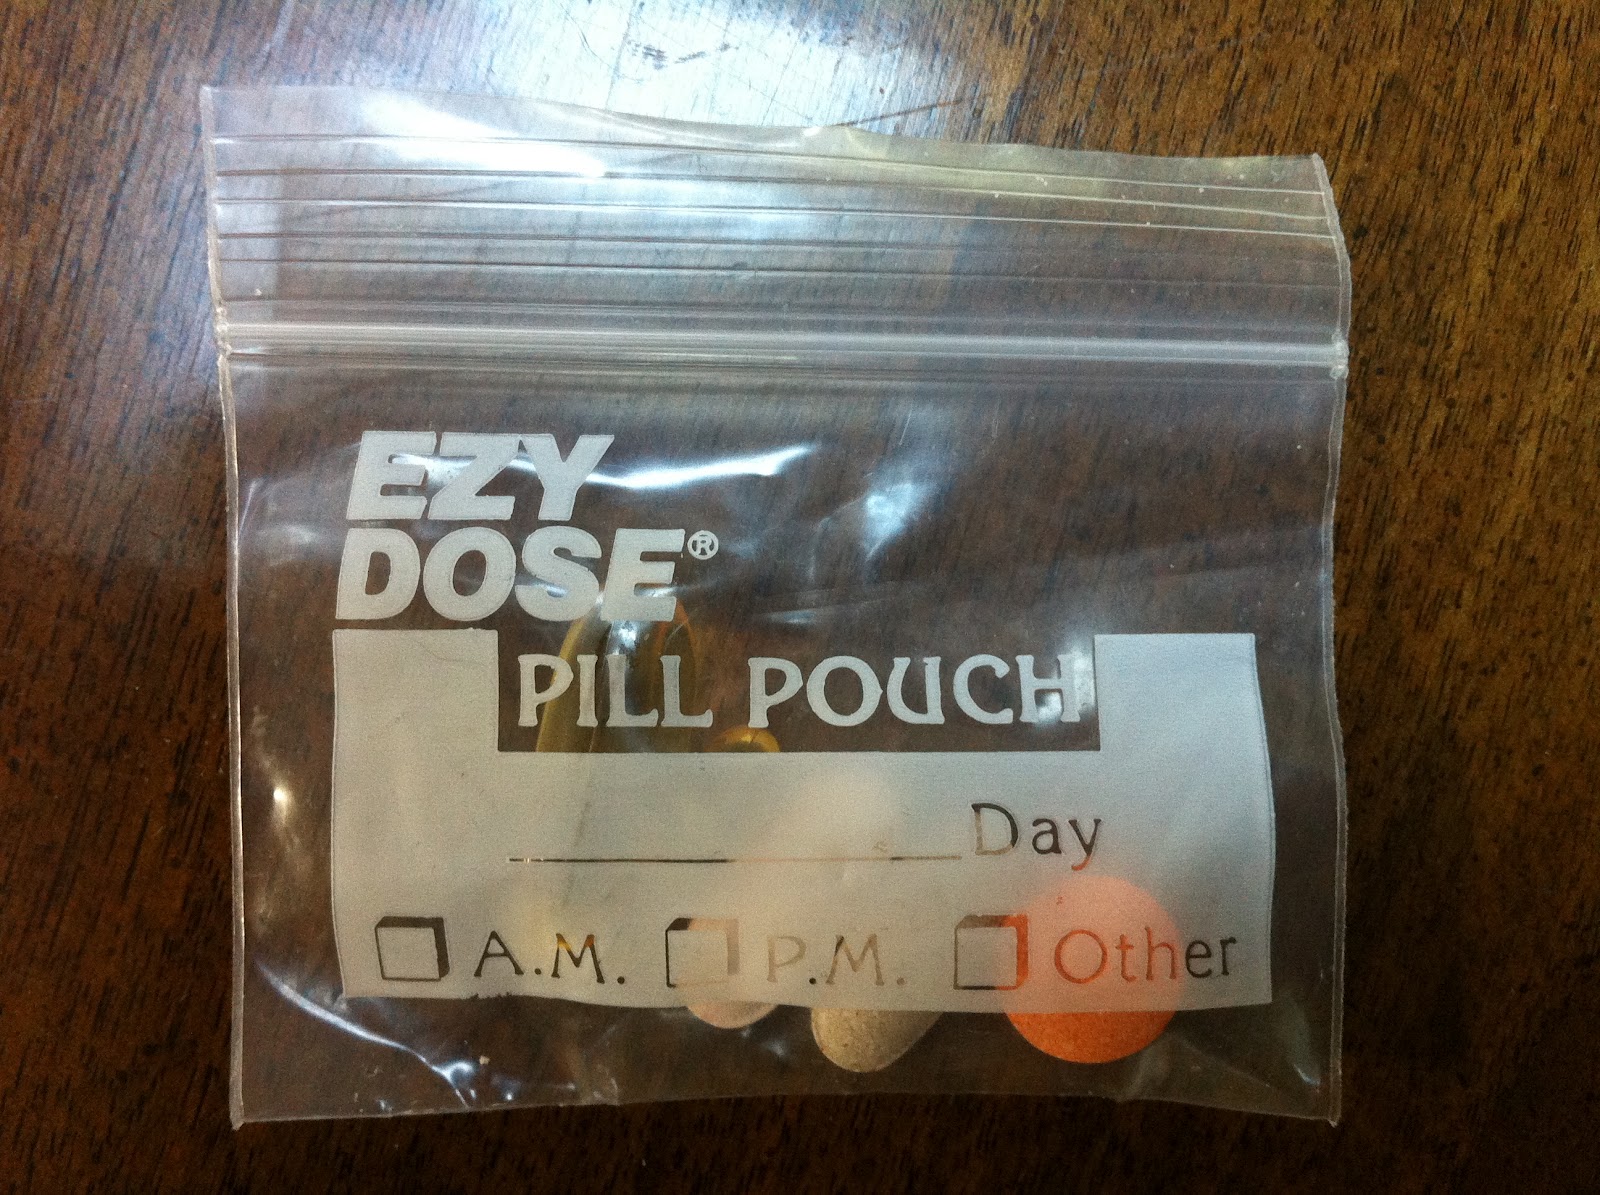 EZY
DOSE®
PILL POUCH
Day
A.M. P.M. Other